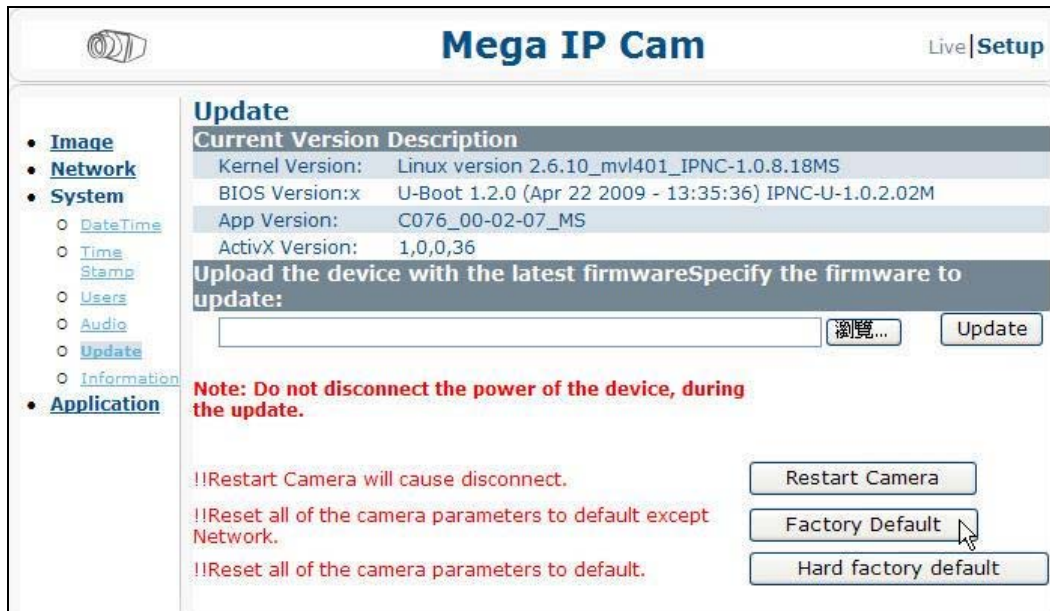 Mega IP Cam
Live|Setup
Image
Network
System
DateTime
Time
Stamp
Users
Audio
Update
Information
Application
Update
Current Version Description
Kernel Version: Linux version 2.6.10_mvl401_IPNC-1.0.8.18MS
BIOS Version:x U-Boot 1.2.0 (Apr 22 2009 - 13:35:36) IPNC-U-1.0.2.02M
App Version: C076_00-02-07_MS
ActivX Version: 1,0,0,36
Upload the device with the latest firmwareSpecify the firmware to
update:
瀏覽... Update
Note: Do not disconnect the power of the device, during
the update.
!!Restart Camera will cause disconnect. Restart Camera
!!Reset all of the camera parameters to default except
Network.
Factory Default
!!Reset all of the camera parameters to default. Hard factory default